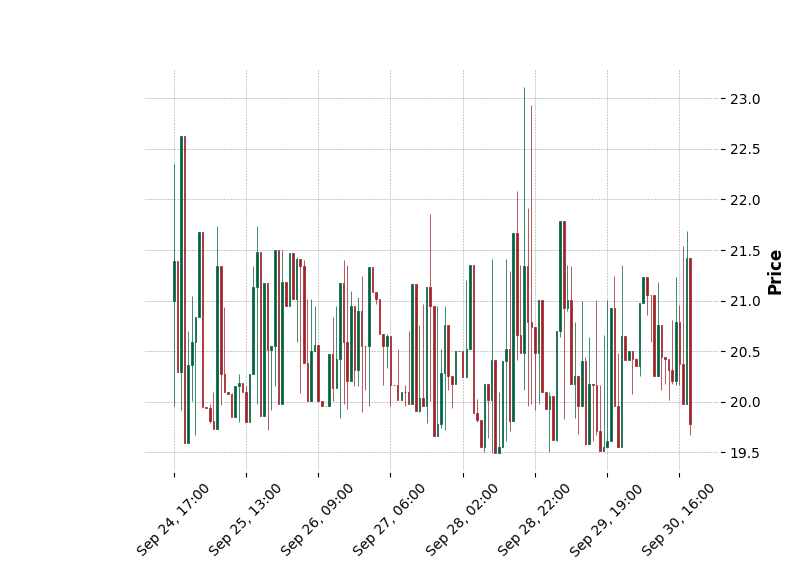 23.0
22.5
22.0
21.5
21.0
20.5
20.0
19.5
Price
Sep 24, 17:00
Sep 25, 13:00
Sep 26, 09:00
Sep 27, 06:00
Sep 28, 02:00
Sep 28, 22:00
Sep 29, 19:00
Sep 30, 16:00